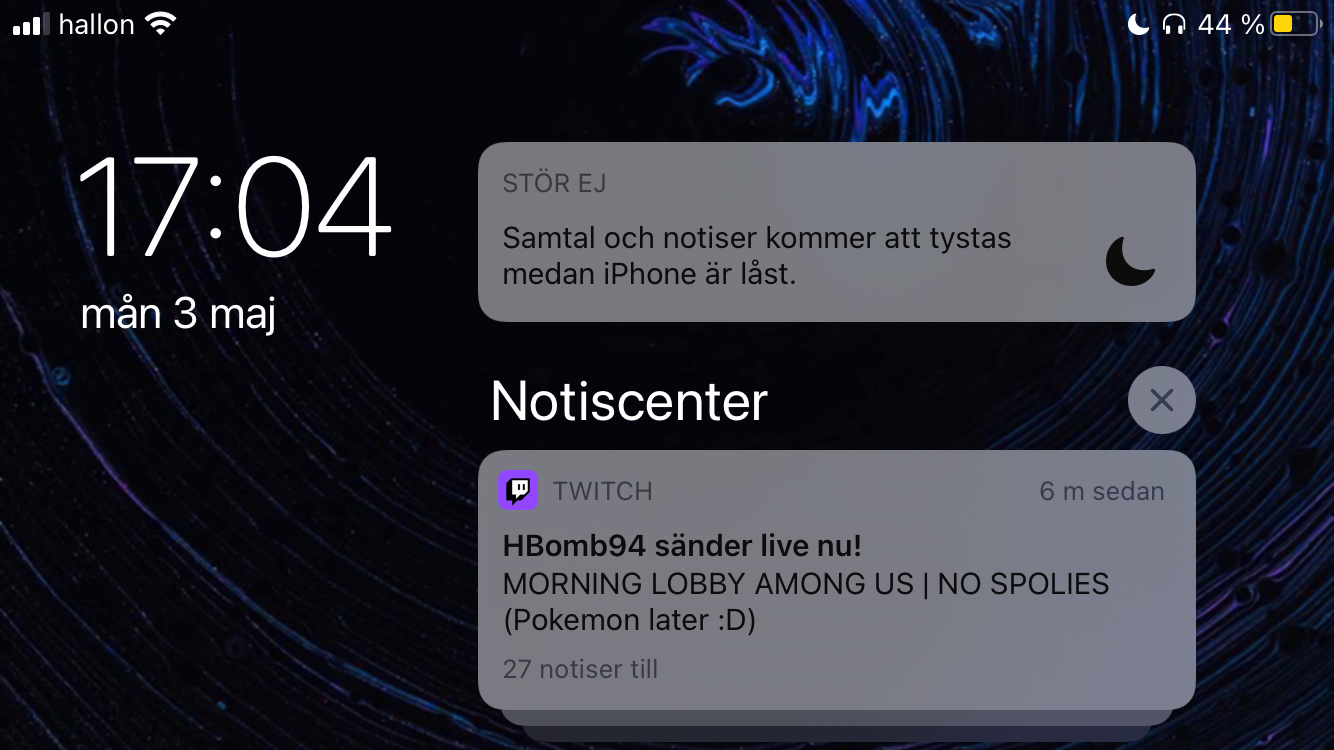 hallon
44 %
17:04
mån 3 maj
STÖR EJ
Samtal och notiser kommer att tystas
medan iPhone är låst.
Notiscenter
TWITCH
6 m sedan
HBomb94 sänder live nu!
MORNING LOBBY AMONG US | NO SPOLIES
(Pokemon later :D)
27 notiser till